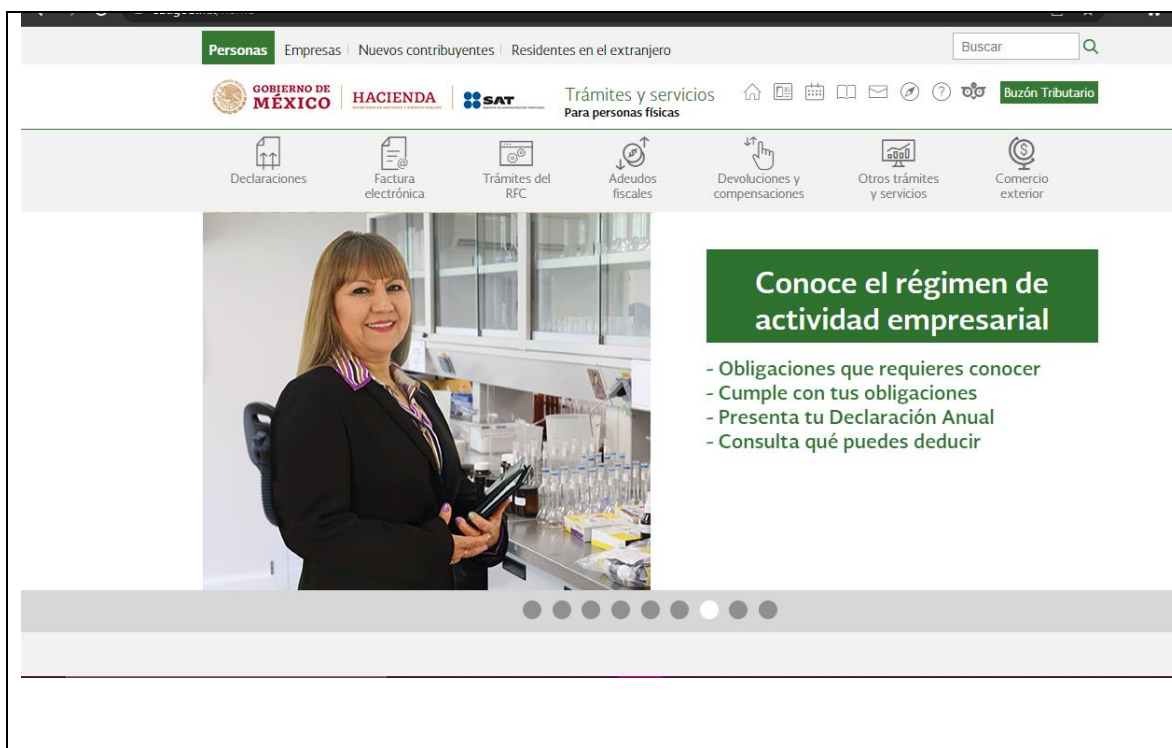 Personas Empresas Nuevos contribuyentes Residentes en el extranjero Buscar
GOBIERNO DE
MÉXICO
HACIENDA
SAT
Trámites y servicios
Para personas físicas
Buzón Tributario
Declaraciones
Factura
electrónica
Trámites del
RFC
Adeudos
fiscales
Devoluciones y
compensaciones
Otros trámites
y servicios
Comercio
exterior
Conoce el régimen de
actividad empresarial
- Obligaciones que requieres conocer
- Cumple con tus obligaciones
- Presenta tu Declaración Anual
- Consulta qué puedes deducir